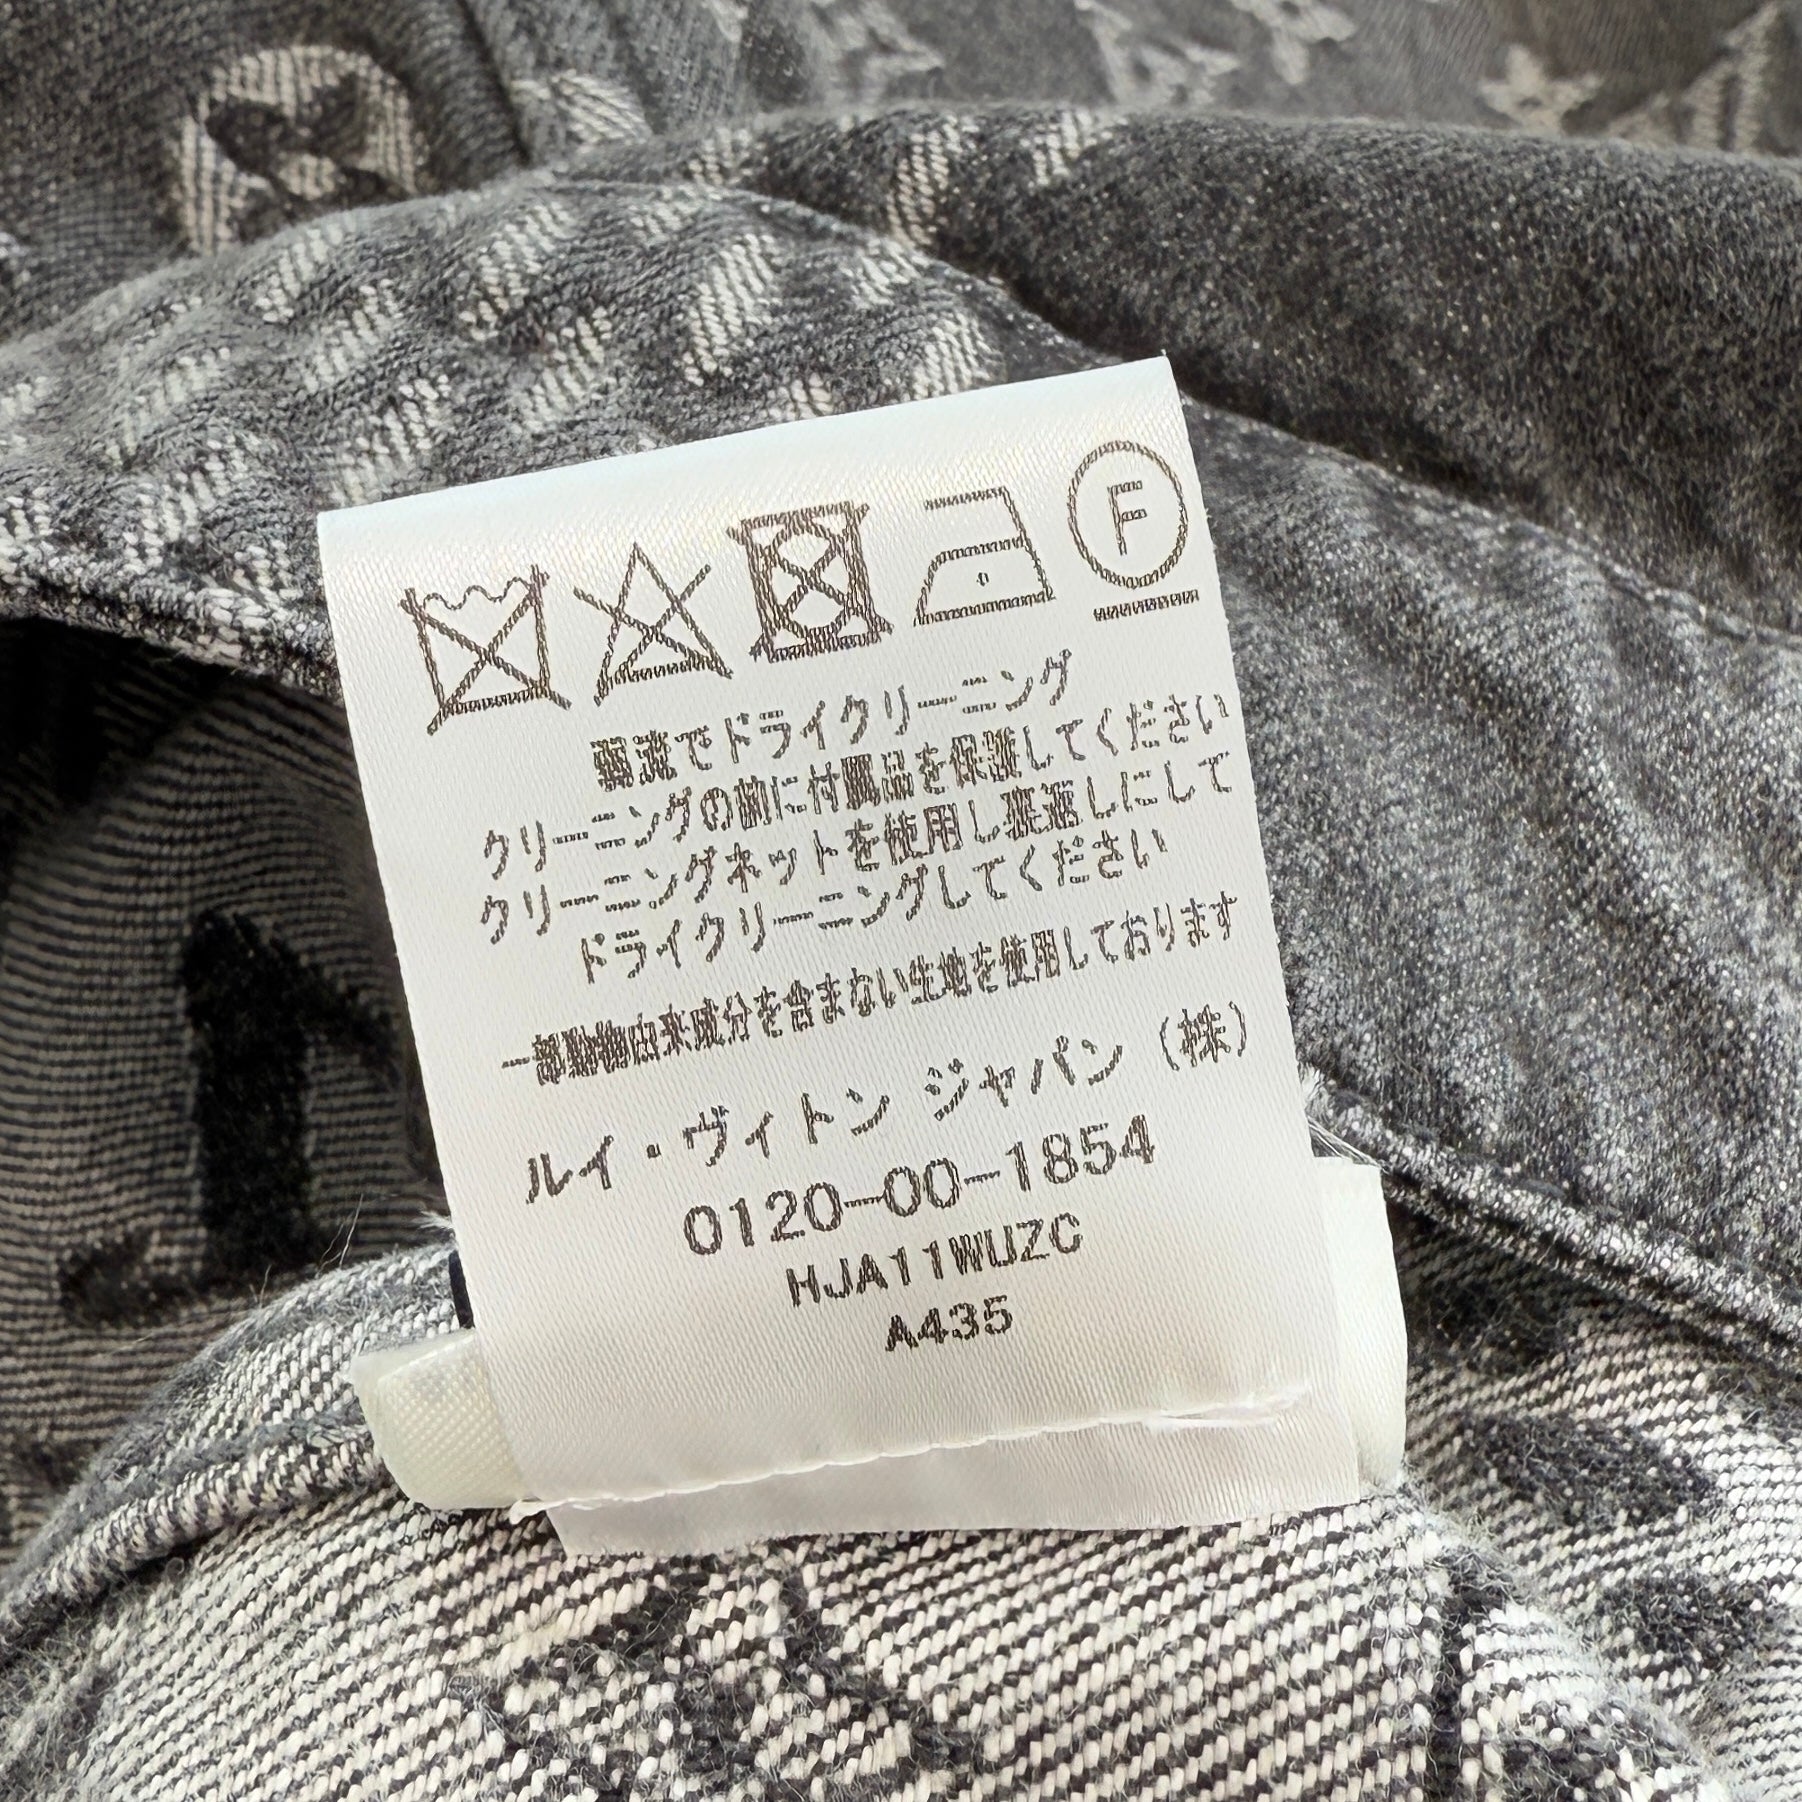 F
裏面でドライクリーニング
クリーニングの前に付属品を保護してください
クリーニングネットを使用し裏返しにして
ドライクリーニングしてください
一部動物由来成分を含まない生地を使用しております
ルイ・ヴィトン ジャパン（株）
0120-00-1854
HJA11WUZC
A435